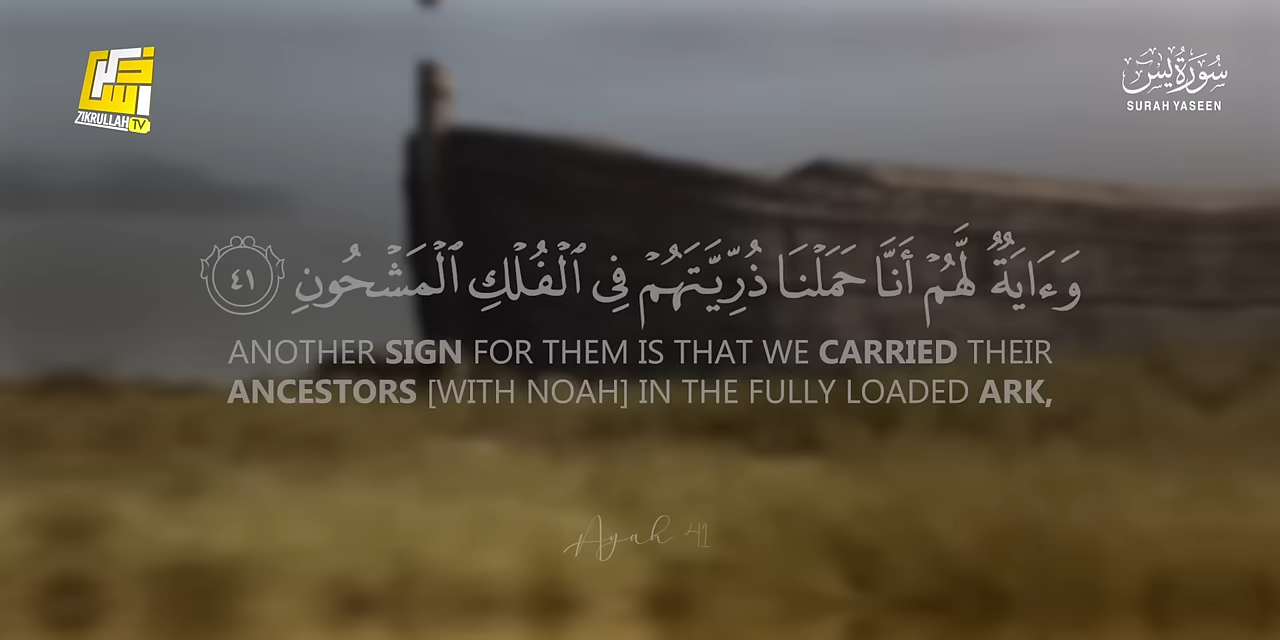 ZIKRULLAH TV
سُورَةُ يس
SURAH YASEEN
وَءَايَةٌ لَّهُمْ أَنَّا حَمَلْنَا ذُرِّيَّتَهُمْ فِى ٱلْفُلْكِ ٱلْمَشْحُونِ ٤١
ANOTHER SIGN FOR THEM IS THAT WE CARRIED THEIR
ANCESTORS [WITH NOAH] IN THE FULLY LOADED ARK,
Ayah 41